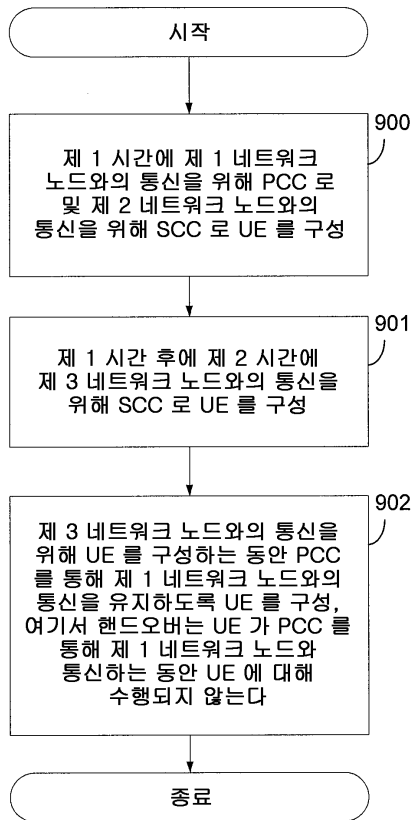 시작
900
제 1 시간에 제 1 네트워크
노드와의 통신을 위해 PCC 로
및 제 2 네트워크 노드와의
통신을 위해 SCC 로 UE 를 구성
901
제 1 시간 후에 제 2 시간에
제 3 네트워크 노드와의 통신을
위해 SCC 로 UE 를 구성
902
제 3 네트워크 노드와의 통신을
위해 UE 를 구성하는 동안 PCC
를 통해 제 1 네트워크 노드와의
통신을 유지하도록 UE 를 구성,
여기서 핸드오버는 UE 가 PCC 를
통해 제 1 네트워크 노드와
통신하는 동안 UE 에 대해
수행되지 않는다
종료